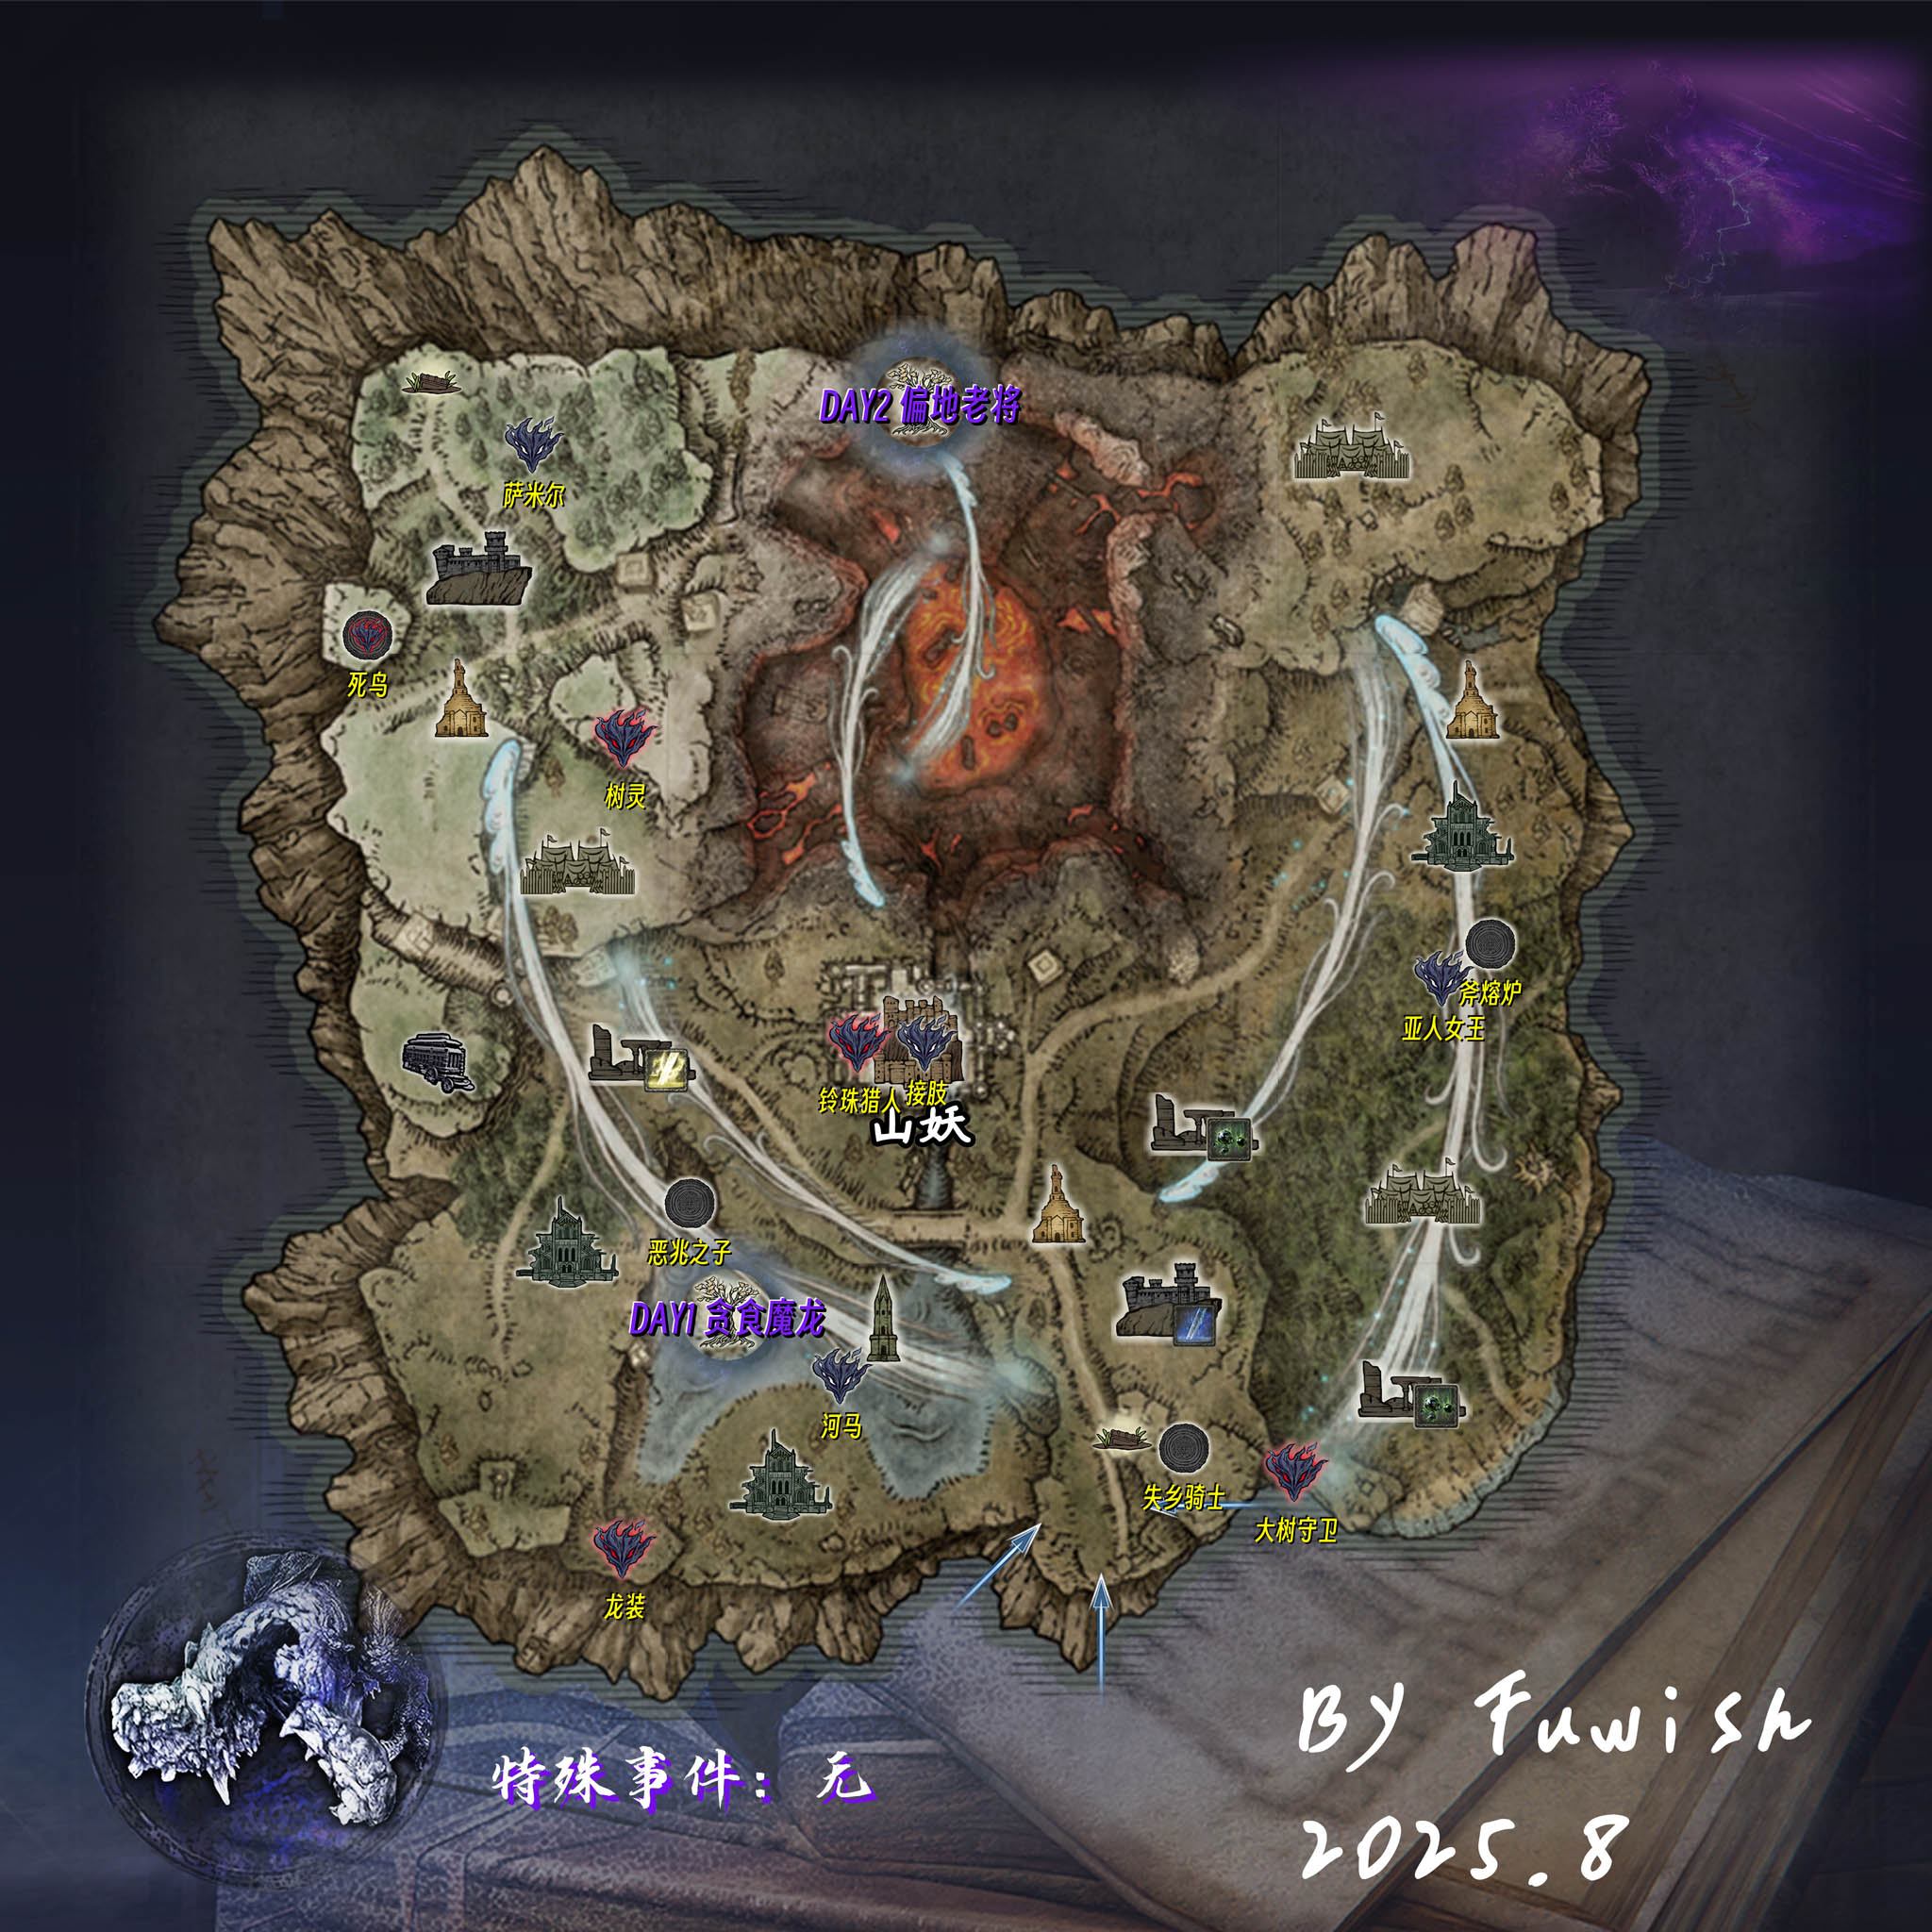 DAY2 偏地老将
萨米尔
死鸟
树灵
斧熔炉
亚人女王
铃珠猎人
接肢
山妖
恶兆之子
DAY1 贪食魔龙
河马
失乡骑士
大树守卫
龙装
特殊事件：无
BY Fuwish
2025.8